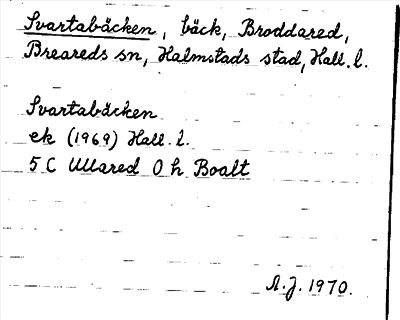 Svartabäcken, bäck, Broddared,
Breareds sn, Halmstads stad, Hall. l.
Svartabäcken
ek (1969) Hall. l.
5 C Ullared 0 h Boalt
A.J. 1970.